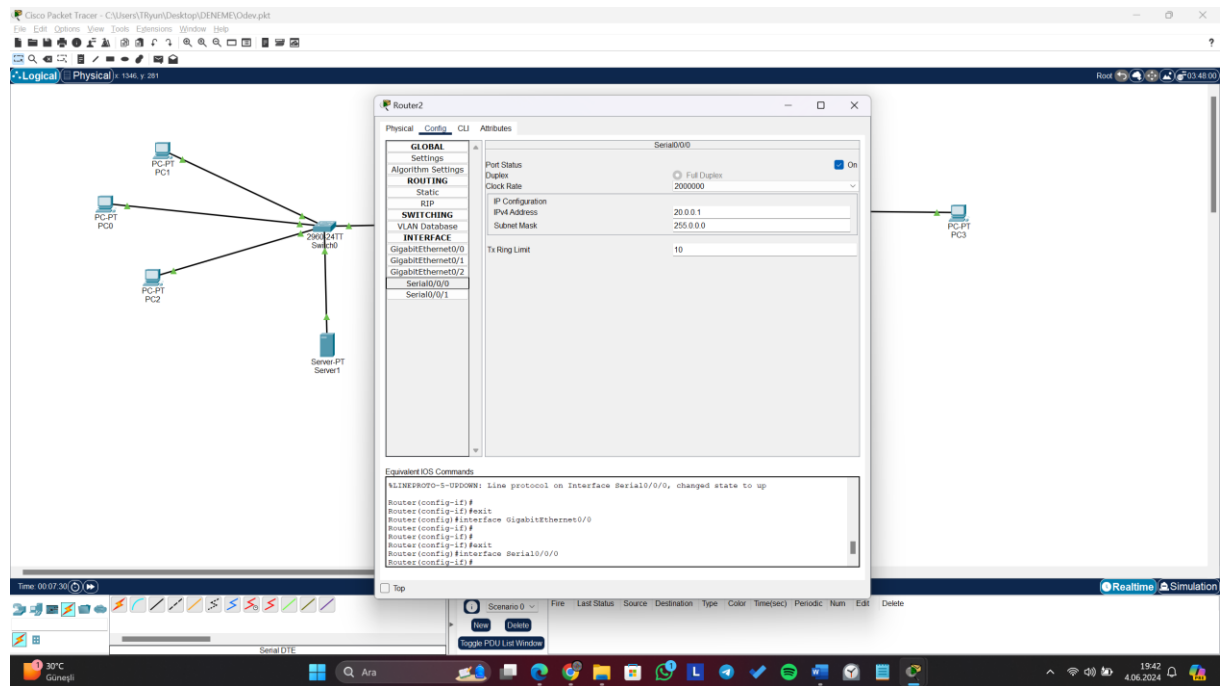 Cisco Packet Tracer - C:\Users\TRyun\Desktop\DENEME\Odev.pkt
File Edit Options View Tools Extensions Window Help
?
Logical Physical x: 1346, y: 281
Root 03:48:00
PC-PT
PC1
PC-PT
PC0
2960-24TT
Switch0
PC-PT
PC2
Server-PT
Server1
PC-PT
PC3
Router2
Physical Config CLI Attributes
GLOBAL
Settings
Algorithm Settings
ROUTING
Static
RIP
SWITCHING
VLAN Database
INTERFACE
GigabitEthernet0/0
GigabitEthernet0/1
GigabitEthernet0/2
Serial0/0/0
Serial0/0/1
Serial0/0/0
Port Status On
Duplex Full Duplex
Clock Rate 2000000
IP Configuration
IPv4 Address 20.0.0.1
Subnet Mask 255.0.0.0
Tx Ring Limit 10
Equivalent IOS Commands
%LINEPROTO-5-UPDOWN: Line protocol on Interface Serial0/0/0, changed state to up
Router(config-if)#
Router(config-if)#exit
Router(config)#interface GigabitEthernet0/0
Router(config-if)#
Router(config-if)#
Router(config-if)#exit
Router(config)#interface Serial0/0/0
Router(config-if)#
Top
Time: 00:07:30
Realtime Simulation
Scenario 0
New Delete
Toggle PDU List Window
Fire Last Status Source Destination Type Color Time(sec) Periodic Num Edit Delete
Serial DTE
1
30°C
Güneşli
Ara
19:42
4.06.2024